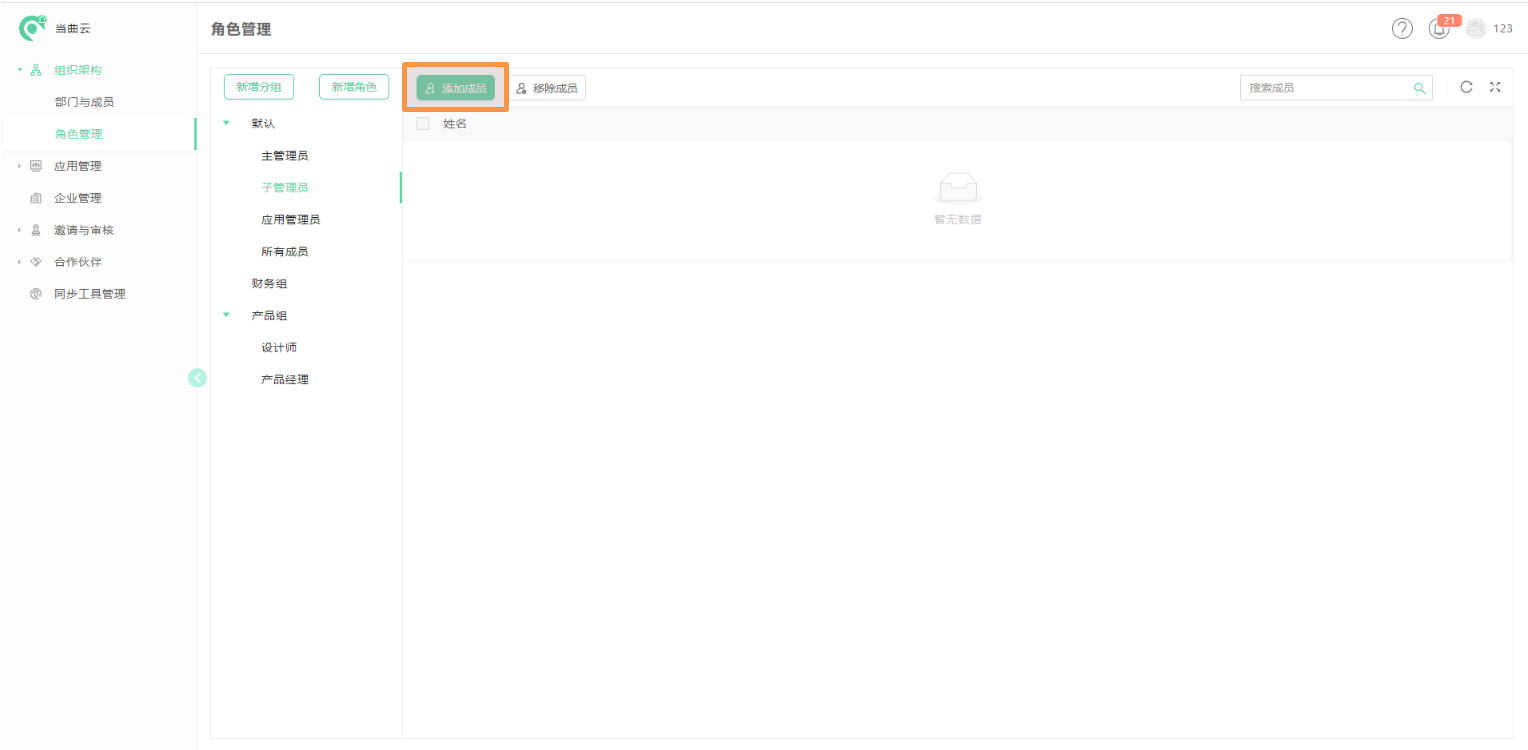 当曲云
角色管理
21
123
组织架构
部门与成员
角色管理
应用管理
企业管理
邀请与审核
合作伙伴
同步工具管理
新增分组
新增角色
添加成员
移除成员
搜索成员
默认
主管理员
子管理员
应用管理员
所有成员
财务组
产品组
设计师
产品经理
姓名
暂无数据